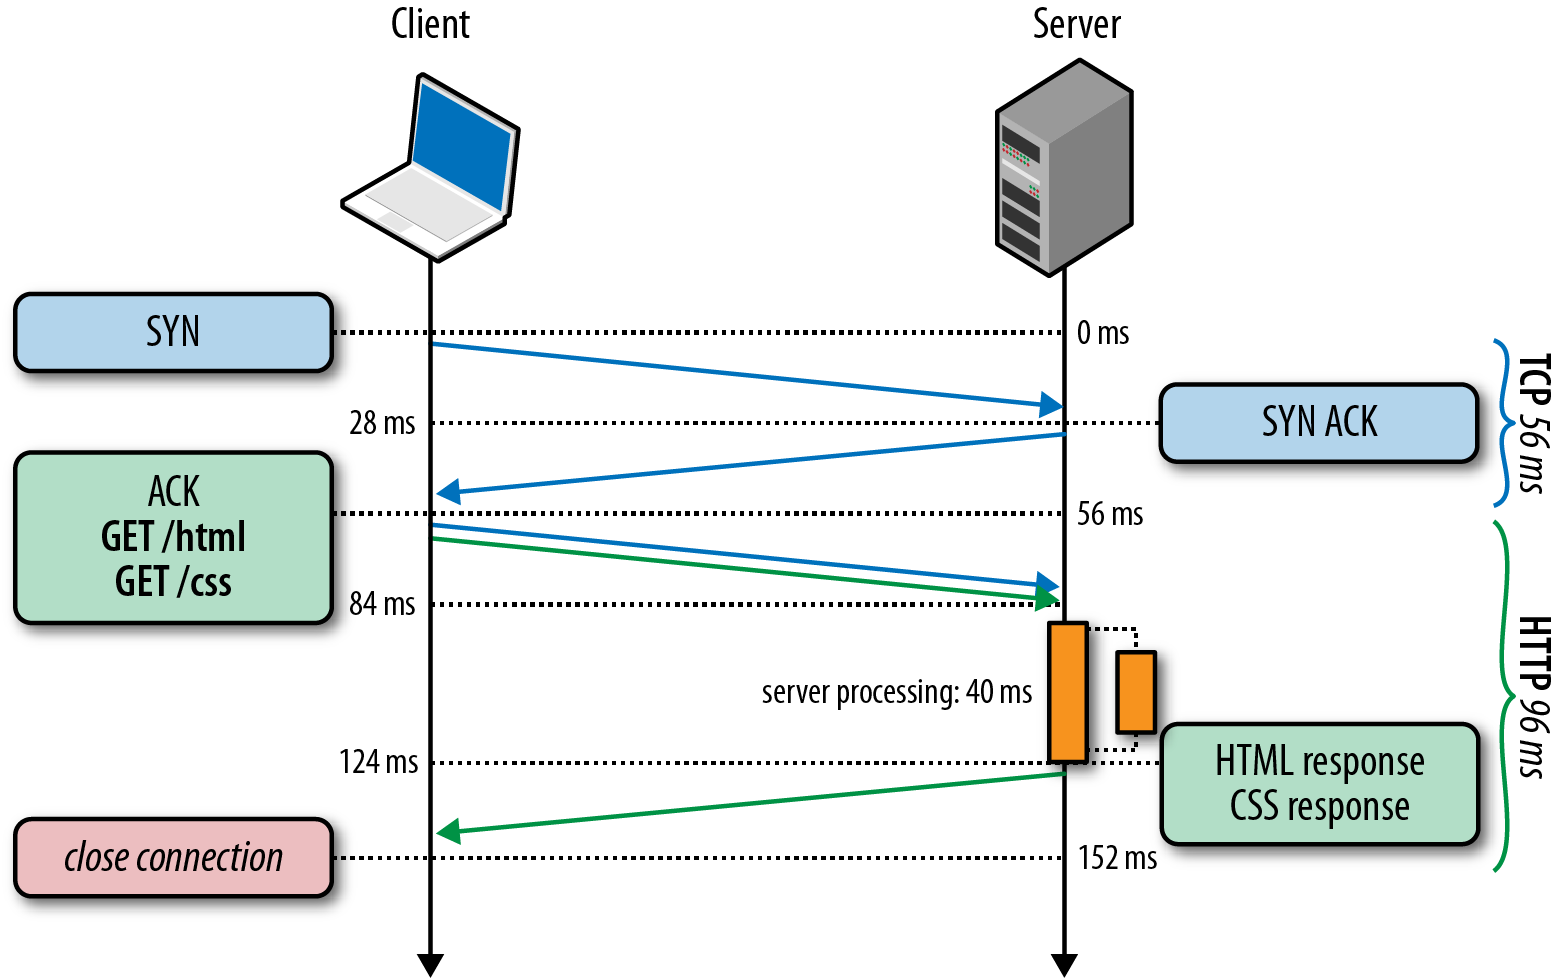 Client
Server
SYN
0 ms
28 ms
SYN ACK
TCP 56 ms
ACK
GET /html
GET /css
56 ms
84 ms
server processing: 40 ms
HTTP 96 ms
124 ms
HTML response
CSS response
close connection
152 ms